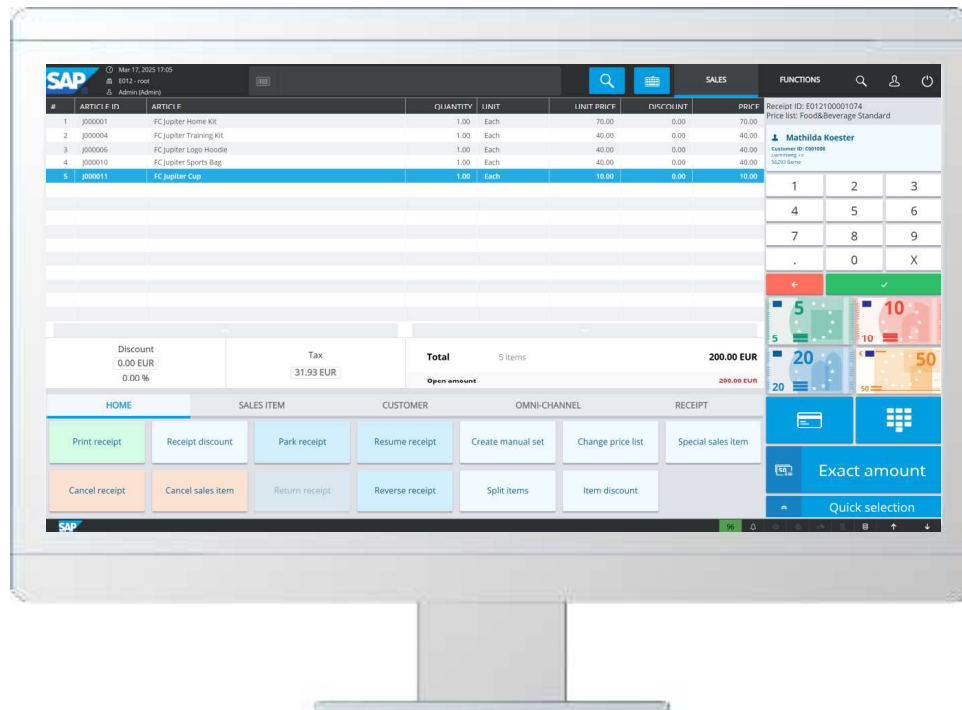 SAP
Mar 17, 2025 17:05
E012 - root
Admin (Admin)
SALES
FUNCTIONS
# ARTICLE ID ARTICLE QUANTITY UNIT UNIT PRICE DISCOUNT PRICE
1 J000001 FC Jupiter Home Kit 1.00 Each 70.00 0.00 70.00
2 J000004 FC Jupiter Training Kit 1.00 Each 40.00 0.00 40.00
3 J000006 FC Jupiter Logo Hoodie 1.00 Each 40.00 0.00 40.00
4 J000010 FC Jupiter Sports Bag 1.00 Each 40.00 0.00 40.00
5 J000011 FC Jupiter Cup 1.00 Each 10.00 0.00 10.00
Receipt ID: E012100001074
Price list: Food&Beverage Standard
Mathilda Koester
Customer ID: C001006
56293 Berne
1 2 3
4 5 6
7 8 9
. 0 X
5 5
10 10
20 20
50 50
Discount
0.00 EUR
0.00 %
Tax
31.93 EUR
Total 5 items 200.00 EUR
Open amount 200.00 EUR
HOME SALES ITEM CUSTOMER OMNI-CHANNEL RECEIPT
Print receipt Receipt discount Park receipt Resume receipt Create manual set Change price list Special sales item
Cancel receipt Cancel sales item Return receipt Reverse receipt Split items Item discount
50 Exact amount
Quick selection
SAP
96